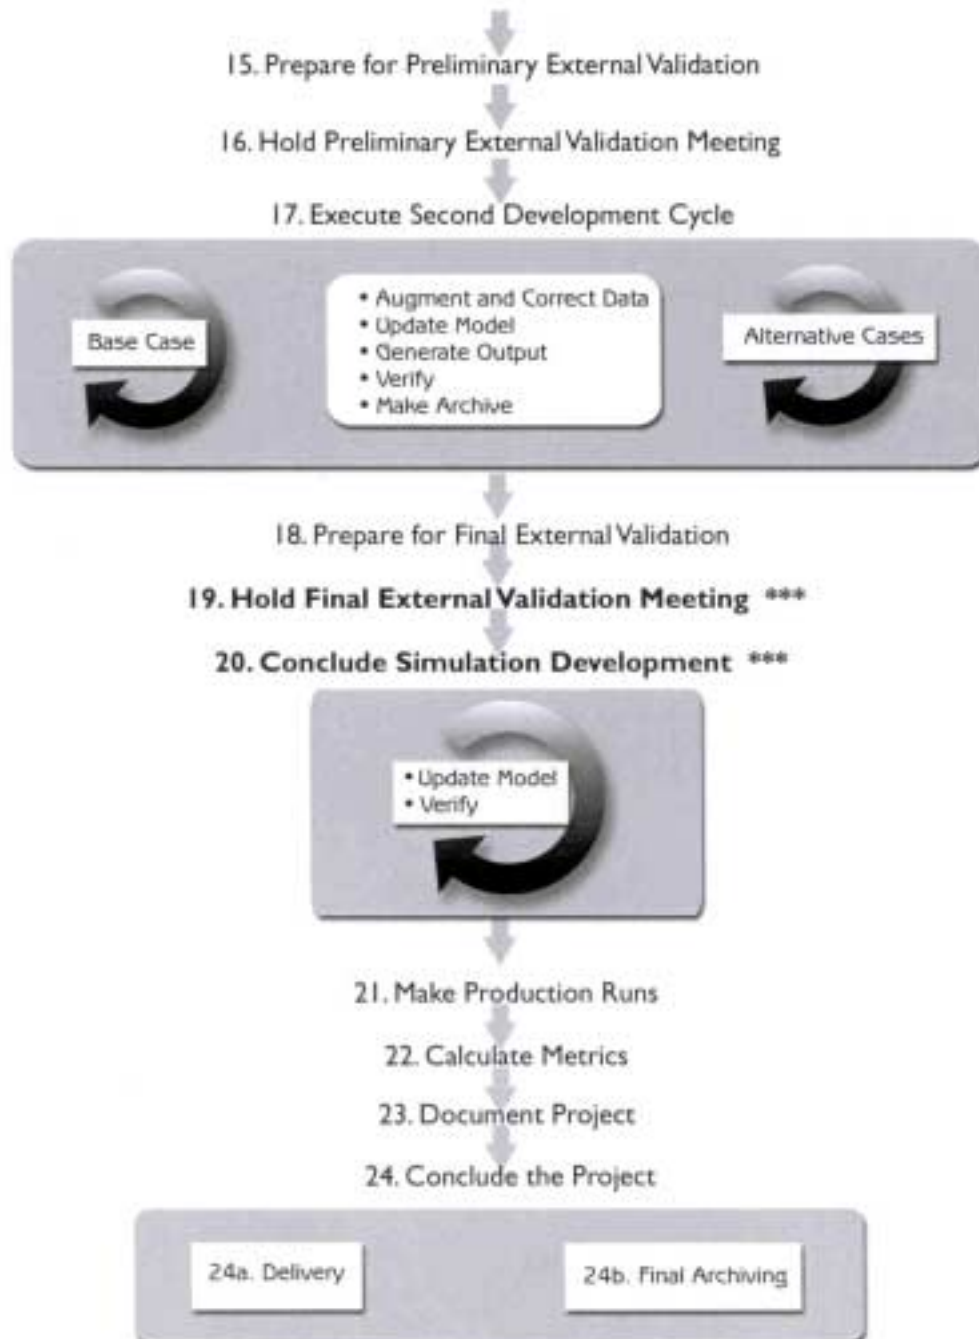 15. Prepare for Preliminary External Validation
16. Hold Preliminary External Validation Meeting
17. Execute Second Development Cycle
Base Case
• Augment and Correct Data
• Update Model
• Generate Output
• Verify
• Make Archive
Alternative Cases
18. Prepare for Final External Validation
19. Hold Final External Validation Meeting ***
20. Conclude Simulation Development ***
• Update Model
• Verify
21. Make Production Runs
22. Calculate Metrics
23. Document Project
24. Conclude the Project
24a. Delivery
24b. Final Archiving